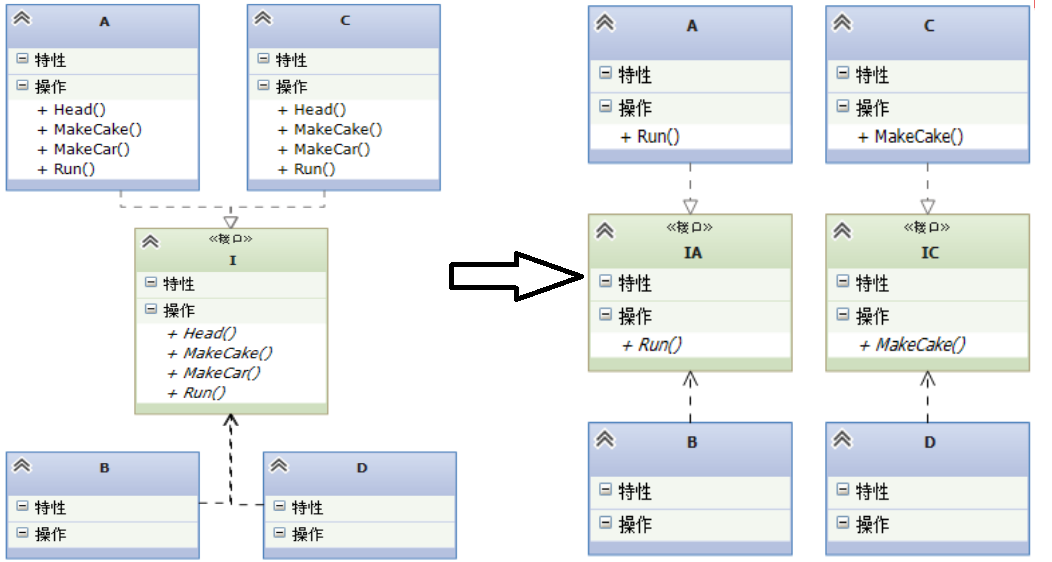 A
特性
操作
+ Head()
+ MakeCake()
+ MakeCar()
+ Run()
C
特性
操作
+ Head()
+ MakeCake()
+ MakeCar()
+ Run()
«接口»
I
特性
操作
+ Head()
+ MakeCake()
+ MakeCar()
+ Run()
B
特性
操作
D
特性
操作
A
特性
操作
+ Run()
C
特性
操作
+ MakeCake()
«接口»
IA
特性
操作
+ Run()
«接口»
IC
特性
操作
+ MakeCake()
B
特性
操作
D
特性
操作